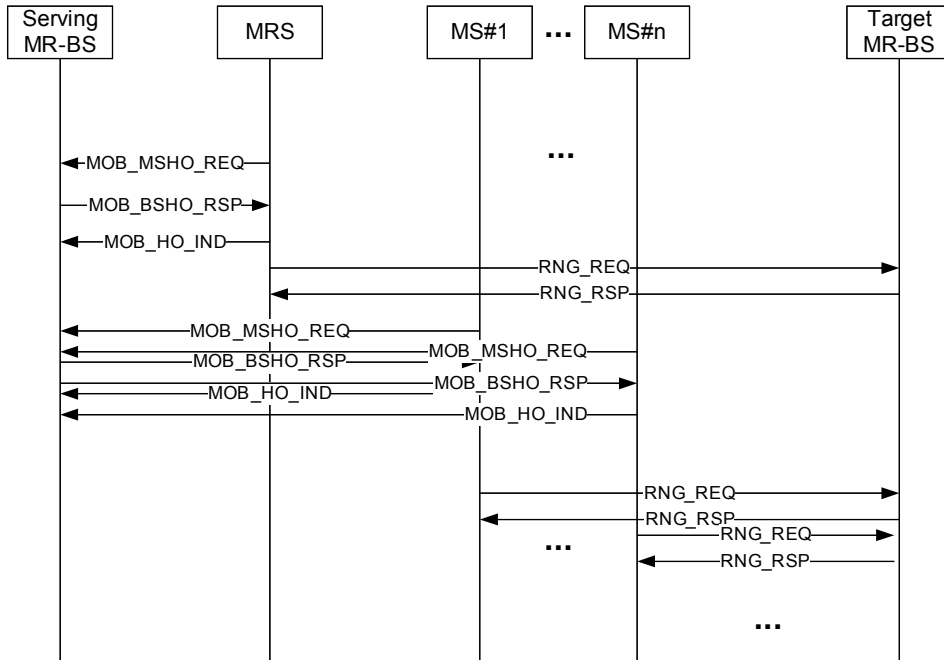 Serving
MR-BS
MRS
MS#1
...
MS#n
Target
MR-BS
...
MOB_MSHO_REQ
MOB_BSHO_RSP
MOB_HO_IND
RNG_REQ
RNG_RSP
MOB_MSHO_REQ
MOB_MSHO_REQ
MOB_BSHO_RSP
MOB_BSHO_RSP
MOB_HO_IND
MOB_HO_IND
RNG_REQ
RNG_RSP
RNG_REQ
...
RNG_RSP
...